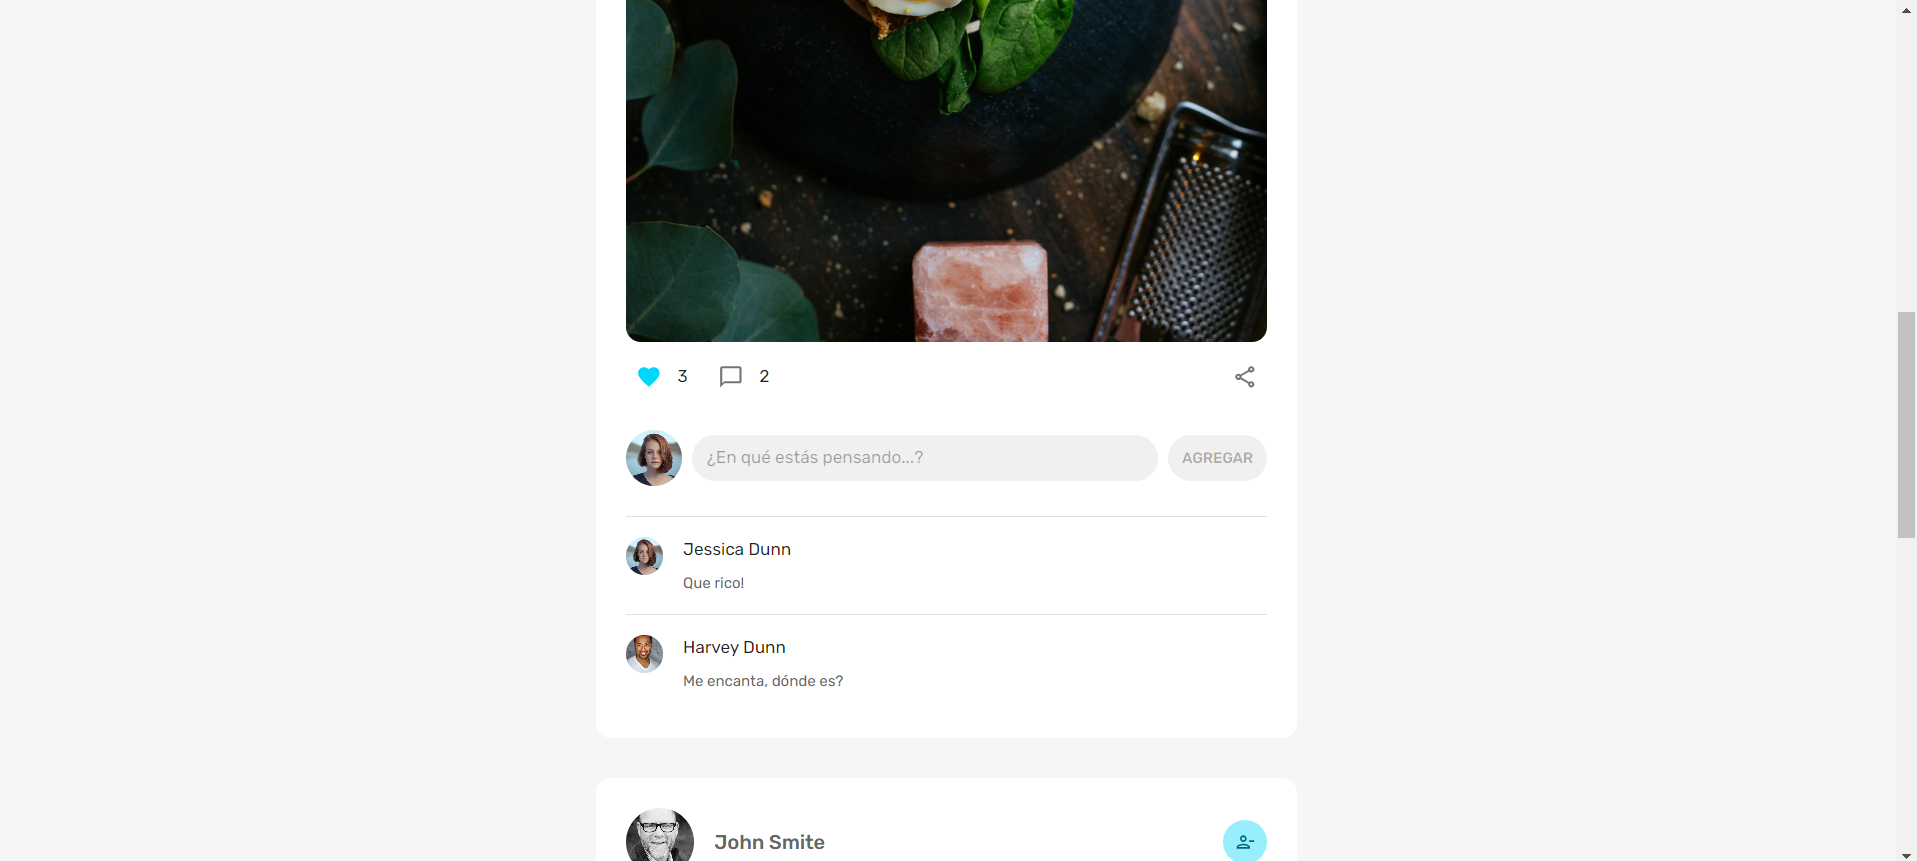 3 2
¿En qué estás pensando...? AGREGAR
Jessica Dunn
Que rico!
Harvey Dunn
Me encanta, dónde es?
John Smite